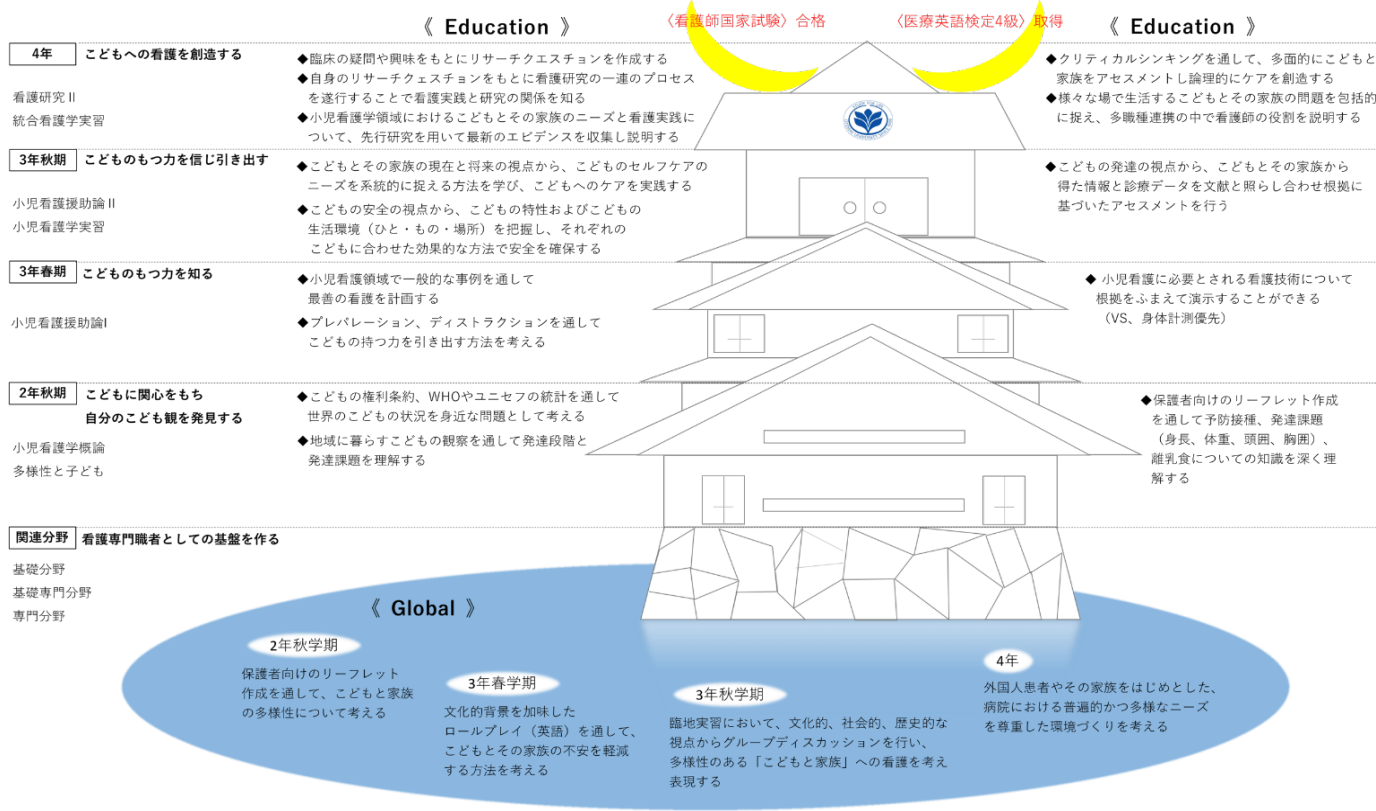 《 Education 》
〈看護師国家試験〉合格
〈医療英語検定4級〉取得
《 Education 》
4年
こどもへの看護を創造する
看護研究Ⅱ
統合看護学実習
◆臨床の疑問や興味をもとにリサーチクエスチョンを作成する
◆自身のリサーチクェスチョンをもとに看護研究の一連のプロセス
を遂行することで看護実践と研究の関係を知る
◆小児看護学領域におけるこどもとその家族のニーズと看護実践に
ついて、先行研究を用いて最新のエビデンスを収集し説明する
◆クリティカルシンキングを通して、多面的にこどもと
家族をアセスメントし論理的にケアを創造する
◆様々な場で生活するこどもとその家族の問題を包括的
に捉え、多職種連携の中で看護師の役割を説明する
3年秋期
こどものもつ力を信じ引き出す
小児看護援助論Ⅱ
小児看護学実習
◆こどもとその家族の現在と将来の視点から、こどものセルフケアの
ニーズを系統的に捉える方法を学び、こどもへのケアを実践する
◆こどもの安全の視点から、こどもの特性およびこどもの
生活環境（ひと・もの・場所）を把握し、それぞれの
こどもに合わせた効果的な方法で安全を確保する
◆こどもの発達の視点から、こどもとその家族から
得た情報と診療データを文献と照らし合わせ根拠に
基づいたアセスメントを行う
3年春期
こどものもつ力を知る
小児看護援助論Ⅰ
◆小児看護領域で一般的な事例を通して
最善の看護を計画する
◆プレパレーション、ディストラクションを通して
こどもの持つ力を引き出す方法を考える
◆ 小児看護に必要とされる看護技術について
根拠をふまえて演示することができる
（VS、身体計測優先）
2年秋期
こどもに関心をもち
自分のこども観を発見する
小児看護学概論
多様性と子ども
◆こどもの権利条約、WHOやユニセフの統計を通して
世界のこどもの状況を身近な問題として考える
◆地域に暮らすこどもの観察を通して発達段階と
発達課題を理解する
◆保護者向けのリーフレット作成
を通して予防接種、発達課題
（身長、体重、頭囲、胸囲）、
離乳食についての知識を深く理
解する
関連分野
看護専門職者としての基盤を作る
基礎分野
基礎専門分野
専門分野
《 Global 》
2年秋学期
保護者向けのリーフレット
作成を通して、こどもと家族
の多様性について考える
3年春学期
文化的背景を加味した
ロールプレイ（英語）を通して、
こどもとその家族の不安を軽減
する方法を考える
3年秋学期
臨地実習において、文化的、社会的、歴史的な
視点からグループディスカッションを行い、
多様性のある「こどもと家族」への看護を考え
表現する
4年
外国人患者やその家族をはじめとした、
病院における普遍的かつ多様なニーズ
を尊重した環境づくりを考える